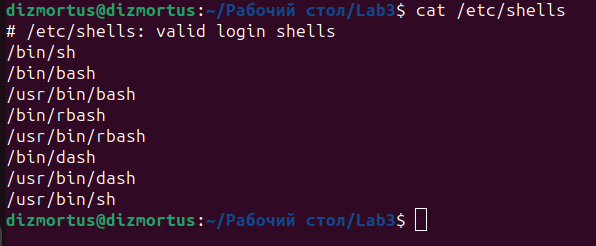 dizmortus@dizmortus:~/Рабочий стол/Lab3$ cat /etc/shells
# /etc/shells: valid login shells
/bin/sh
/bin/bash
/usr/bin/bash
/bin/rbash
/usr/bin/rbash
/bin/dash
/usr/bin/dash
/usr/bin/sh
dizmortus@dizmortus:~/Рабочий стол/Lab3$